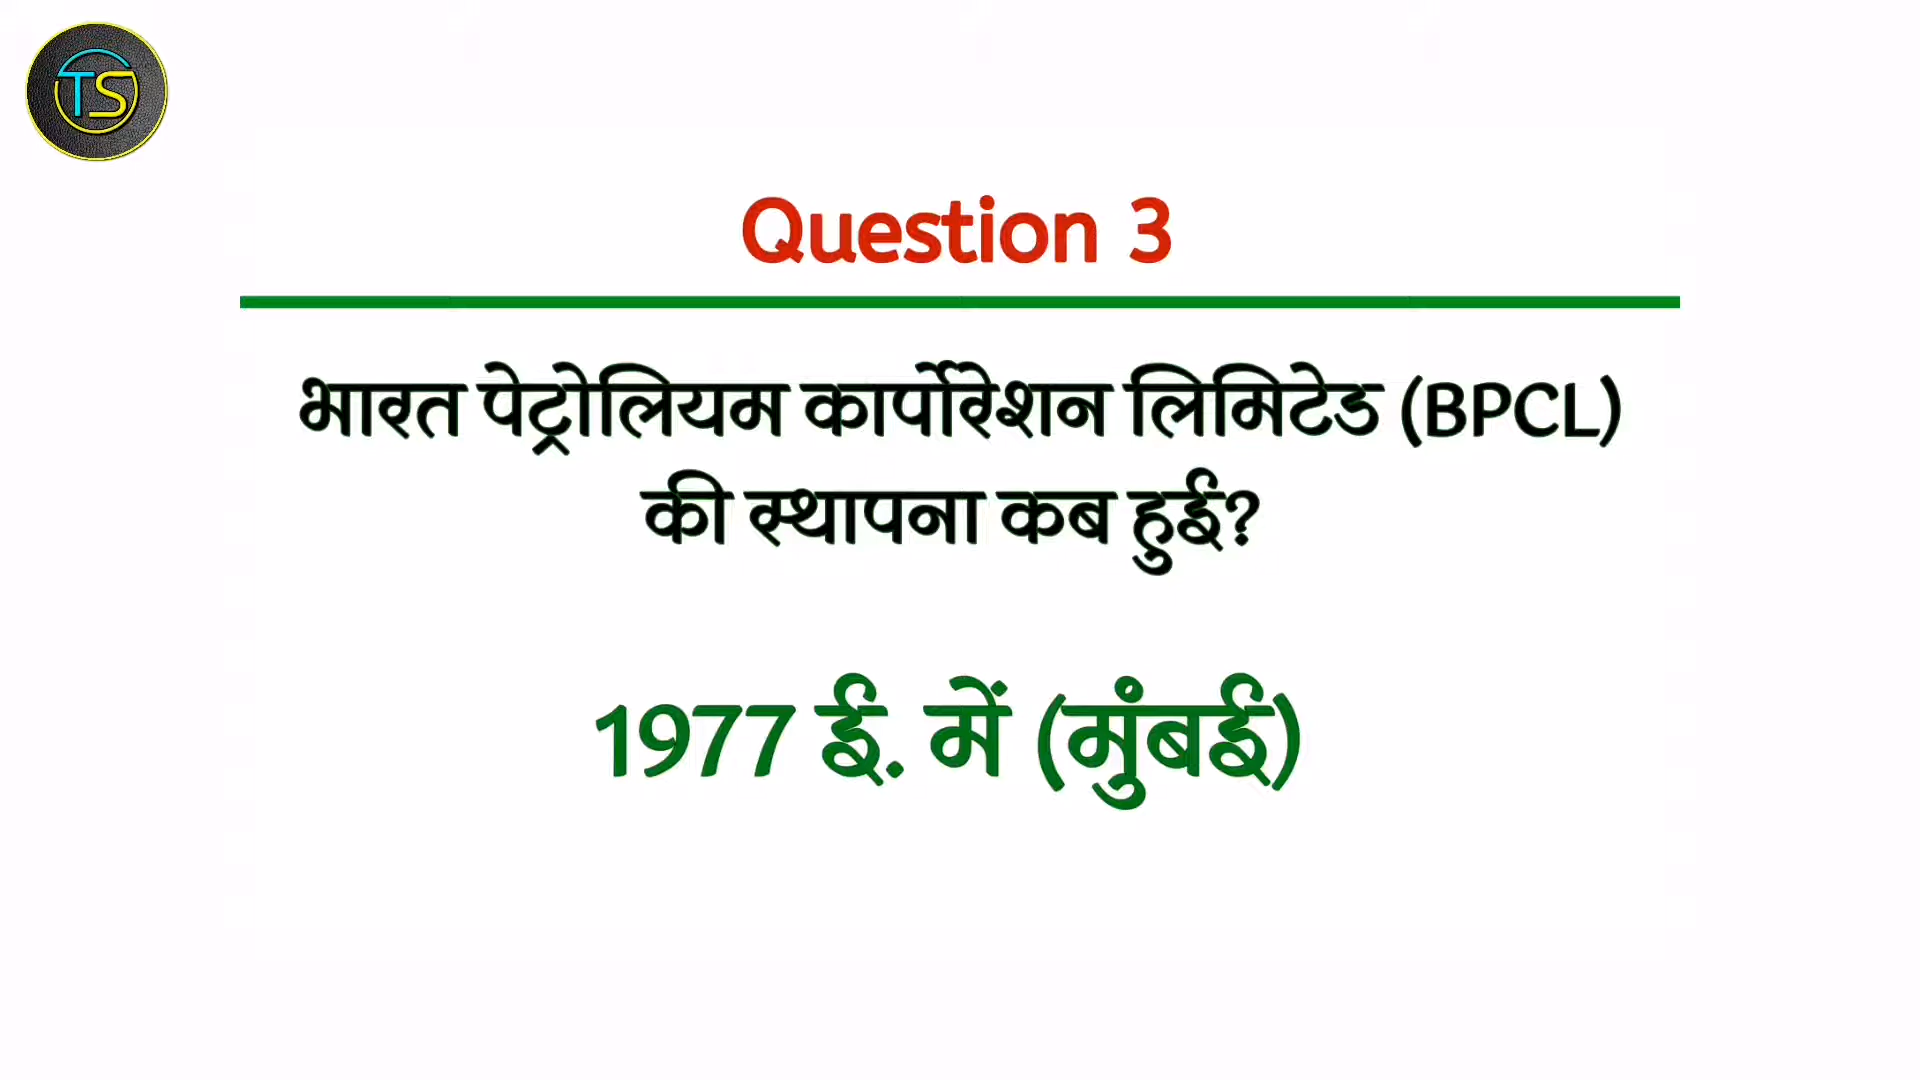 TS
Question 3
भारत पेट्रोलियम कार्पोरेशन लिमिटेड (BPCL)
की स्थापना कब हुई?
1977 ई. में (मुंबई)